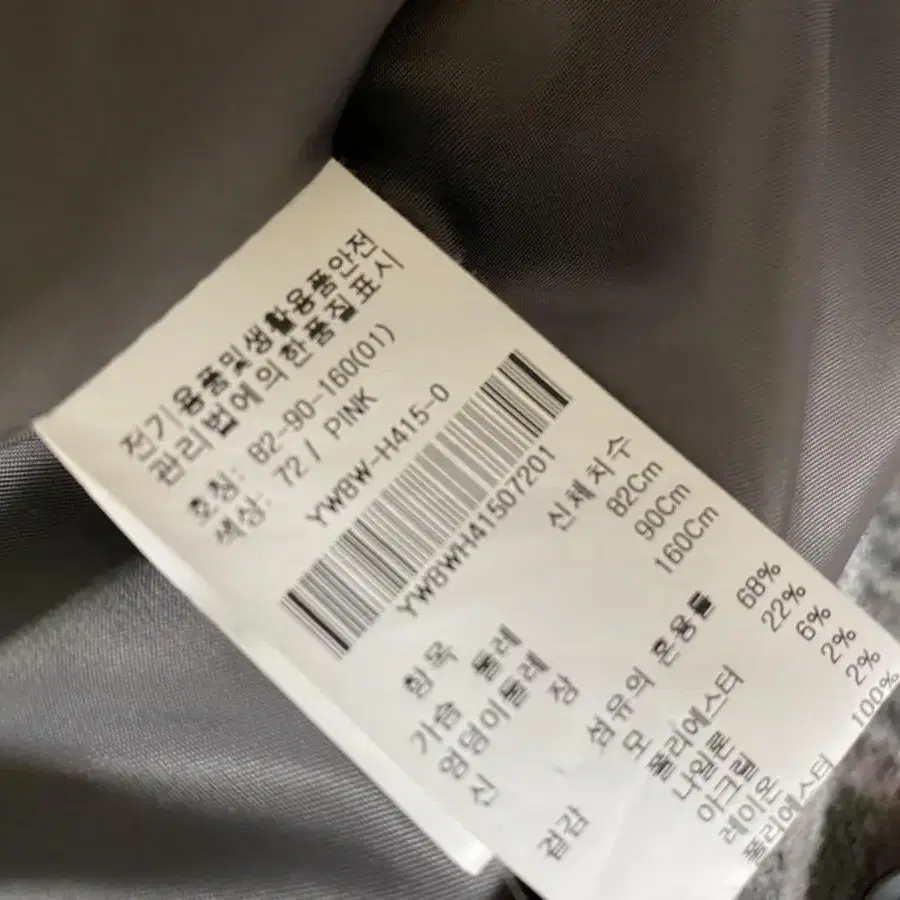 전기용품및생활용품안전
관리법에의한품질표시
호칭: 82-90-160(01)
색상: 72 / PINK
YW8W-H415-0
YW8WH41507201
항목 신체치수
가슴 둘레 82Cm
엉덩이둘레 90Cm
신 장 160Cm
섬유의 혼용률
겉감 모 68%
폴리에스터 22%
나일론 6%
아크릴 2%
레이온 2%
폴리에스터 100%